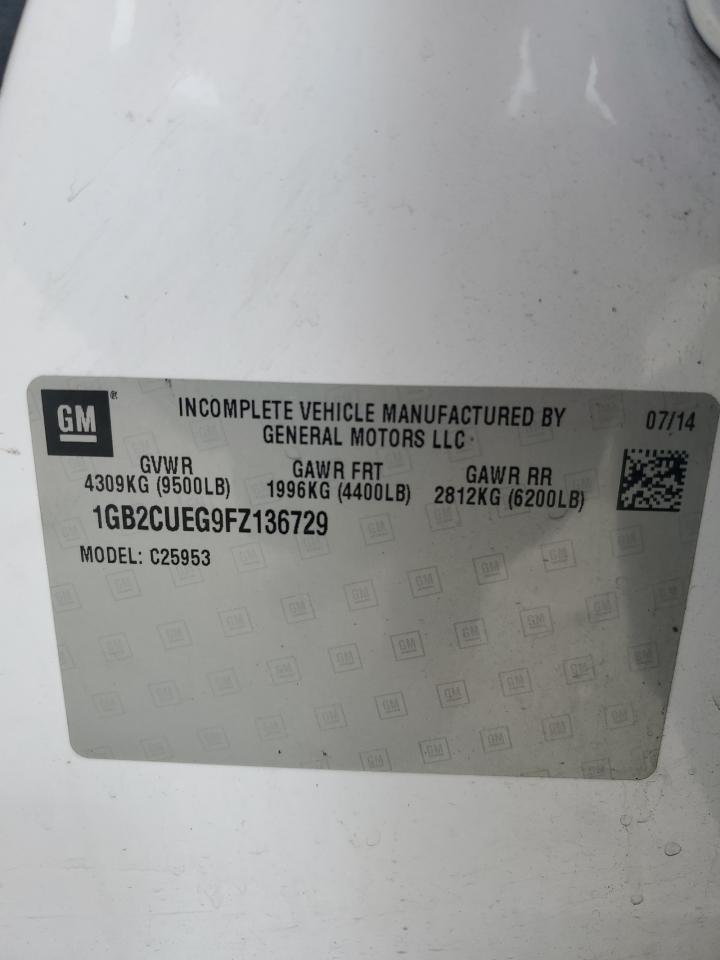 GM ® INCOMPLETE VEHICLE MANUFACTURED BY 07/14
GENERAL MOTORS LLC
GVWR GAWR FRT GAWR RR
4309KG (9500LB) 1996KG (4400LB) 2812KG (6200LB)
1GB2CUEG9FZ136729
MODEL: C25953